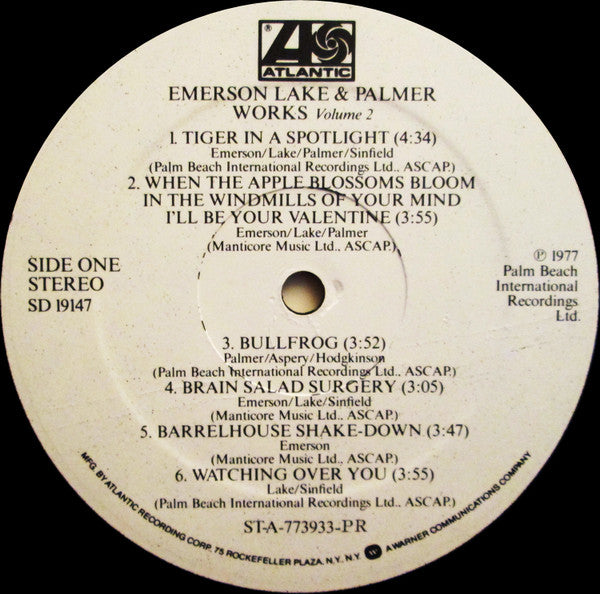 ATLANTIC
EMERSON LAKE & PALMER
WORKS Volume 2
1. TIGER IN A SPOTLIGHT (4:34)
Emerson/Lake/Palmer/Sinfield
(Palm Beach International Recordings Ltd., ASCAP.)
2. WHEN THE APPLE BLOSSOMS BLOOM
IN THE WINDMILLS OF YOUR MIND
I'LL BE YOUR VALENTINE (3:55)
Emerson/Lake/Palmer
(Manticore Music Ltd., ASCAP.)
SIDE ONE
STEREO
SD 19147
℗ 1977
Palm Beach
International
Recordings
Ltd.
3. BULLFROG (3:52)
Palmer/Aspery/Hodgkinson
(Palm Beach International Recordings Ltd., ASCAP.)
4. BRAIN SALAD SURGERY (3:05)
Emerson/Lake/Sinfield
(Manticore Music Ltd., ASCAP.)
5. BARRELHOUSE SHAKE-DOWN (3:47)
Emerson
(Manticore Music Ltd., ASCAP.)
6. WATCHING OVER YOU (3:55)
Lake/Sinfield
(Palm Beach International Recordings Ltd., ASCAP.)
ST-A-773933-PR
MFG. BY ATLANTIC RECORDING CORP. 75 ROCKEFELLER PLAZA, N.Y. N.Y. W A WARNER COMMUNICATIONS COMPANY